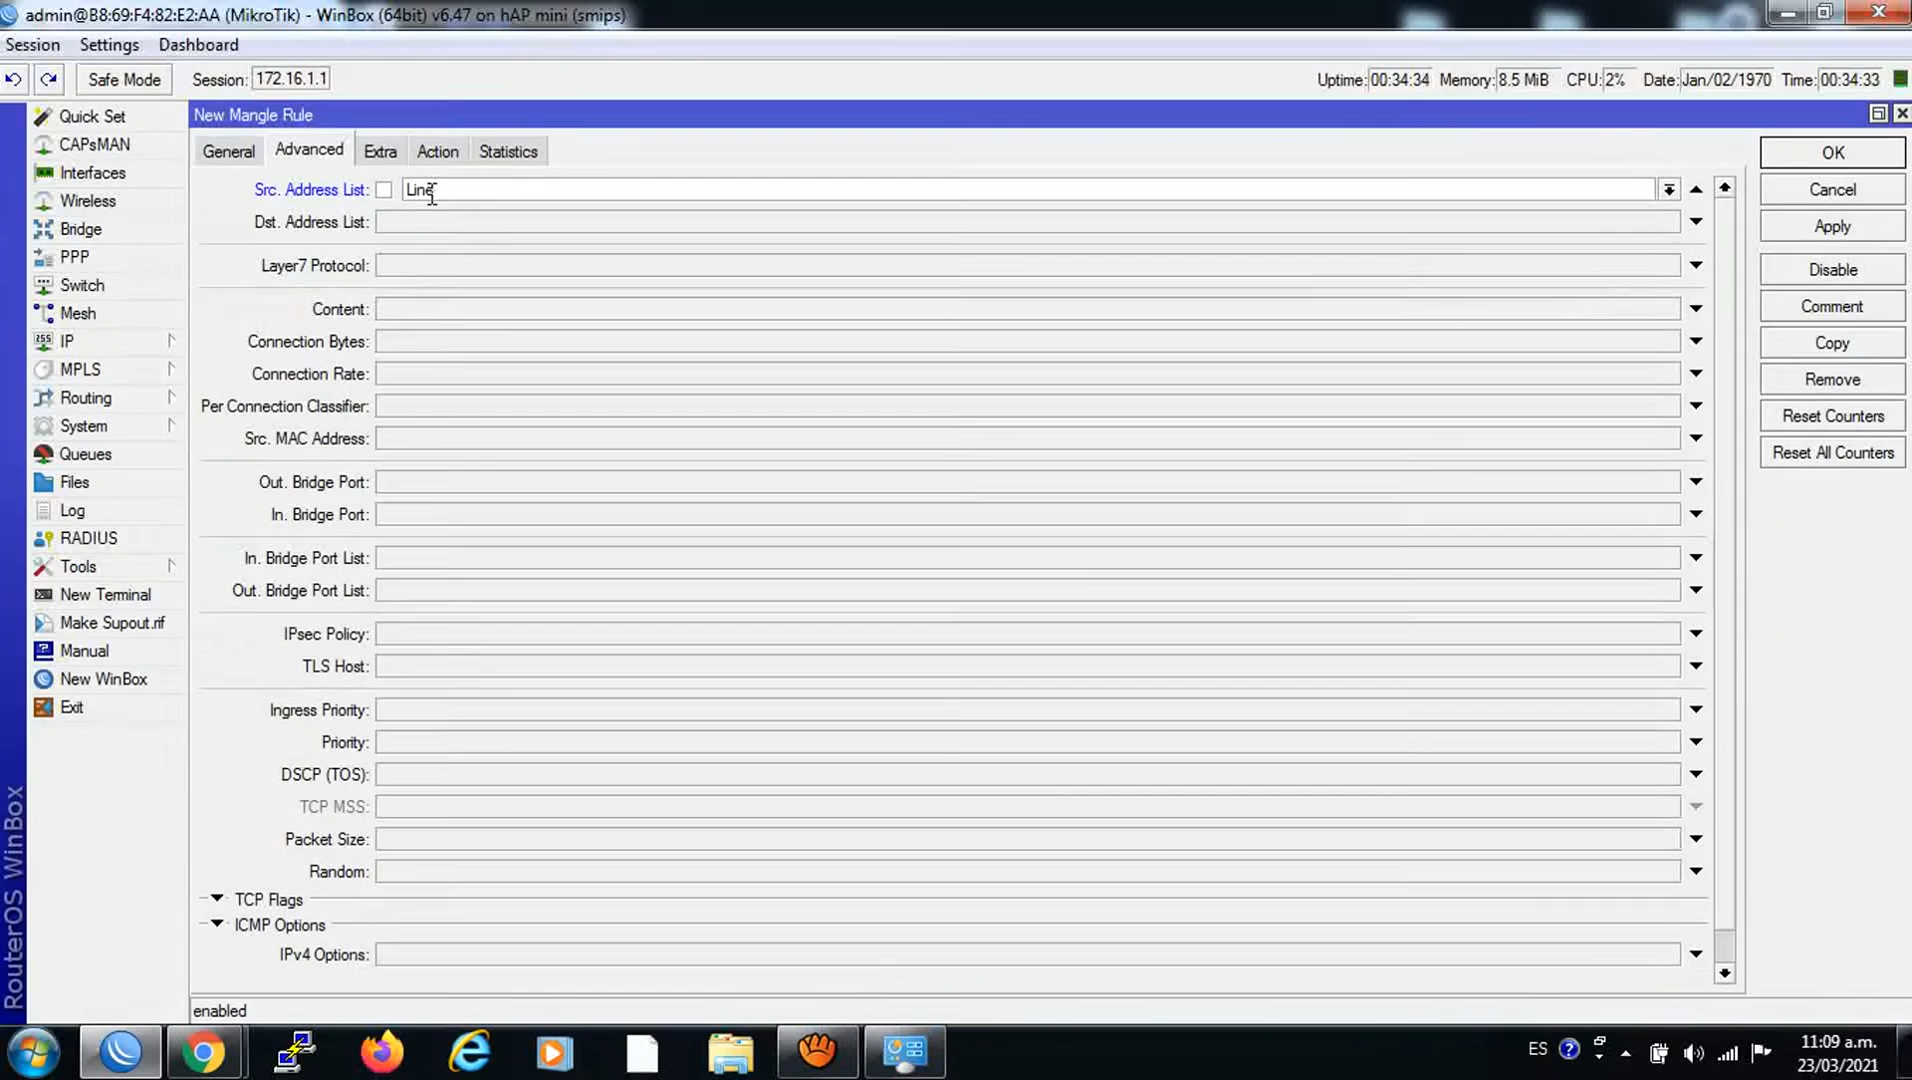 admin@B8:69:F4:82:E2:AA (MikroTik) - WinBox (64bit) v6.47 on hAP mini (smips)
Session Settings Dashboard
Safe Mode Session: 172.16.1.1 Uptime: 00:34:34 Memory: 8.5 MiB CPU: 2% Date: Jan/02/1970 Time: 00:34:33
Quick Set
CAPsMAN
Interfaces
Wireless
Bridge
PPP
Switch
Mesh
IP
MPLS
Routing
System
Queues
Files
Log
RADIUS
Tools
New Terminal
Make Supout.rif
Manual
New WinBox
Exit
RouterOS WinBox
New Mangle Rule
General Advanced Extra Action Statistics
Src. Address List: Line
Dst. Address List:
Layer7 Protocol:
Content:
Connection Bytes:
Connection Rate:
Per Connection Classifier:
Src. MAC Address:
Out. Bridge Port:
In. Bridge Port:
In. Bridge Port List:
Out. Bridge Port List:
IPsec Policy:
TLS Host:
Ingress Priority:
Priority:
DSCP (TOS):
TCP MSS:
Packet Size:
Random:
TCP Flags
ICMP Options
IPv4 Options:
enabled
OK
Cancel
Apply
Disable
Comment
Copy
Remove
Reset Counters
Reset All Counters
ES
11:09 a.m.
23/03/2021